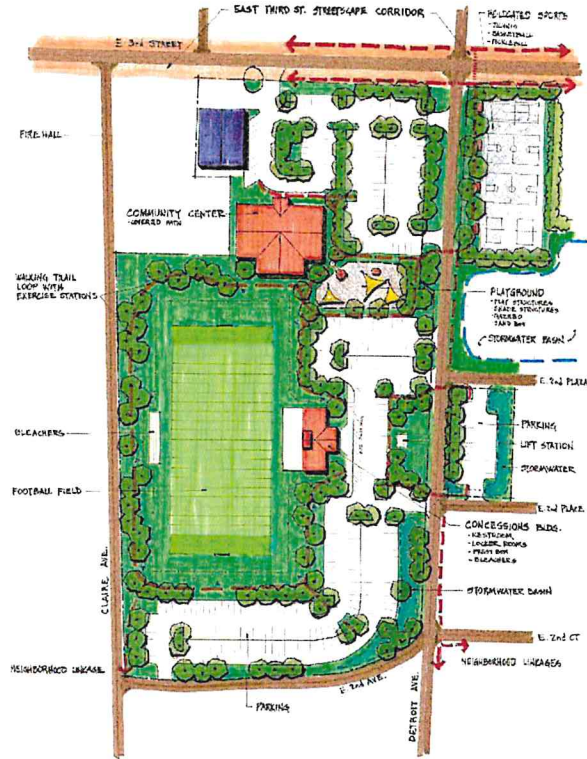 EAST THIRD ST. STREETSCAPE CORRIDOR
E 3RD STREET
RELOCATED SPORTS
- TENNIS
- BASKETBALL
- PICKLEBALL
FIRE HALL
COMMUNITY CENTER
- COVERED PATH
WALKING TRAIL
LOOP WITH
EXERCISE STATIONS
PLAYGROUND
- PLAY STRUCTURES
SHADE STRUCTURES
- GAZEBO
SAND BOX
STORMWATER BASIN
E. 2nd PLAZA
BLEACHERS
PARKING
LIFT STATION
STORMWATER
FOOTBALL FIELD
E. 2nd PLACE
CONCESSIONS BLDG.
- RESTROOM
- LOCKER ROOMS
- PRESS BOX
- BLEACHERS
CLAIRE AVE.
STORMWATER BASIN
E. 2nd CT
NEIGHBORHOOD LINKAGE
NEIGHBORHOOD LINEAGES
E. 2nd AVE.
PARKING
DETROIT AVE.